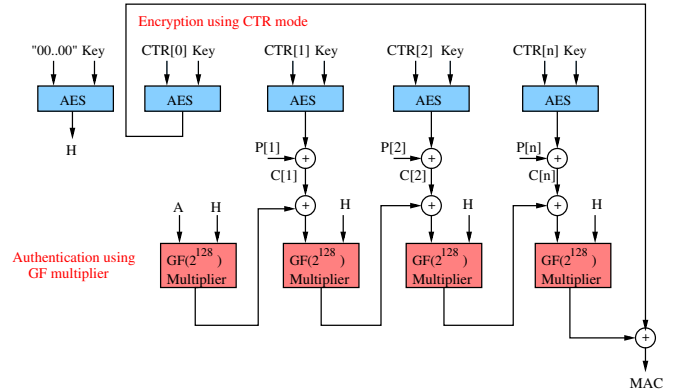 Encryption using CTR mode
"00..00" Key
CTR[0] Key
CTR[1] Key
CTR[2] Key
CTR[n] Key
AES
AES
AES
AES
AES
H
P[1]
+
P[2]
+
P[n]
+
C[1]
C[2]
C[n]
A
H
+
H
+
H
+
H
Authentication using
GF multiplier
GF(2^128)
Multiplier
GF(2^128)
Multiplier
GF(2^128)
Multiplier
GF(2^128)
Multiplier
+
MAC